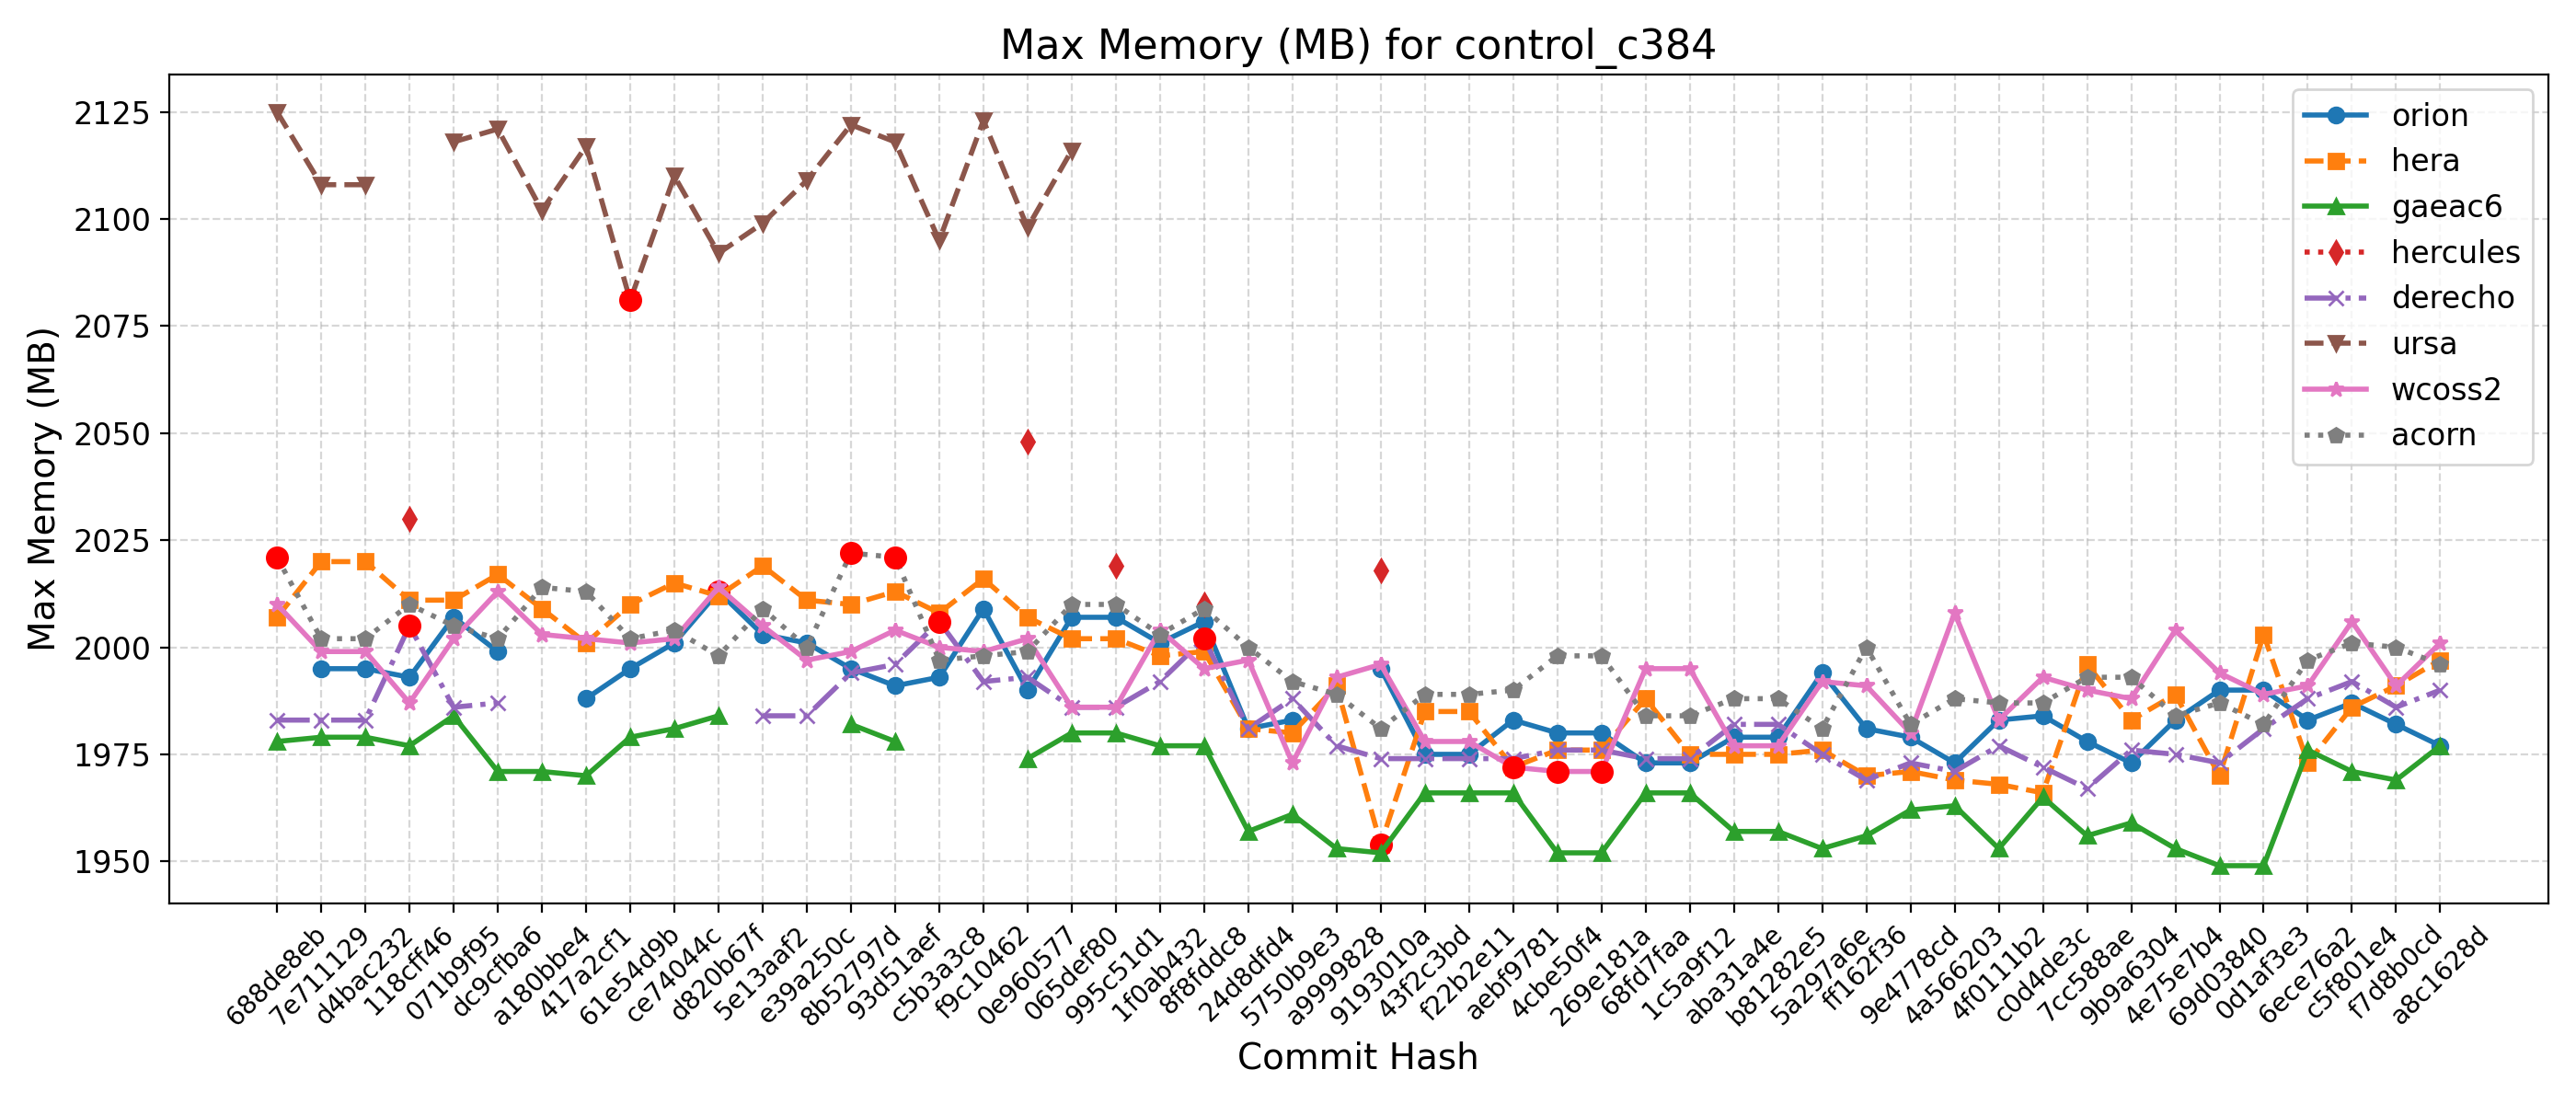 Max Memory (MB) for control_c384
Max Memory (MB)
2125
2100
2075
2050
2025
2000
1975
1950
orion
hera
gaeac6
hercules
derecho
ursa
wcoss2
acorn
688de8eb
7e711129
d4bac232
118cff46
071b9f95
dc9cfba6
a180bbe4
417a2cf1
61e54d9b
ce74044c
d820b67f
5e13aaf2
e39a250c
8b52797d
93d51aef
c5b3a3c8
f9c10462
0e960577
065def80
995c51d1
1f0ab432
8f8fddc8
24d8dfd4
5750b9e3
a9999828
9193010a
43f2c3bd
f22b2e11
aebf9781
4cbe50f4
269e181a
68fd7faa
1c5a9f12
aba31a4e
b81282e5
5a297a6e
ff162f36
9e4778cd
4a566203
4f0111b2
c0d4de3c
7cc588ae
9b9a6304
4e75e7b4
69d03840
0d1af3e3
6ece76a2
c5f801e4
f7d8b0cd
a8c1628d
Commit Hash